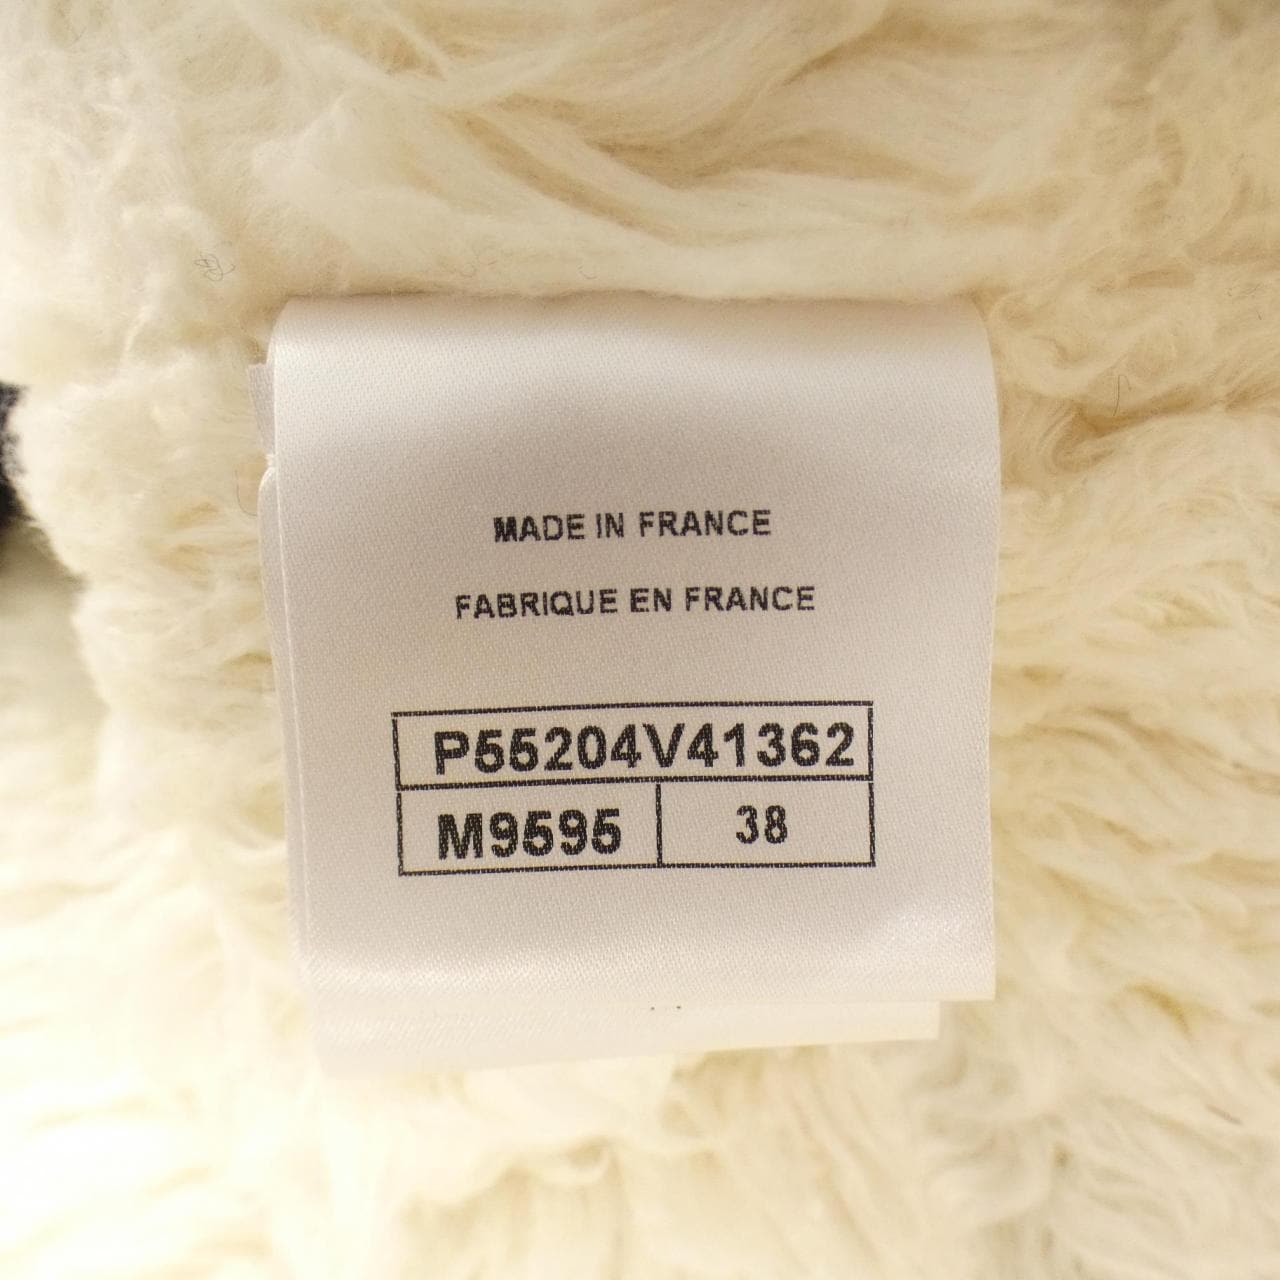 MADE IN FRANCE
FABRIQUE EN FRANCE
P55204V41362
M9595 38